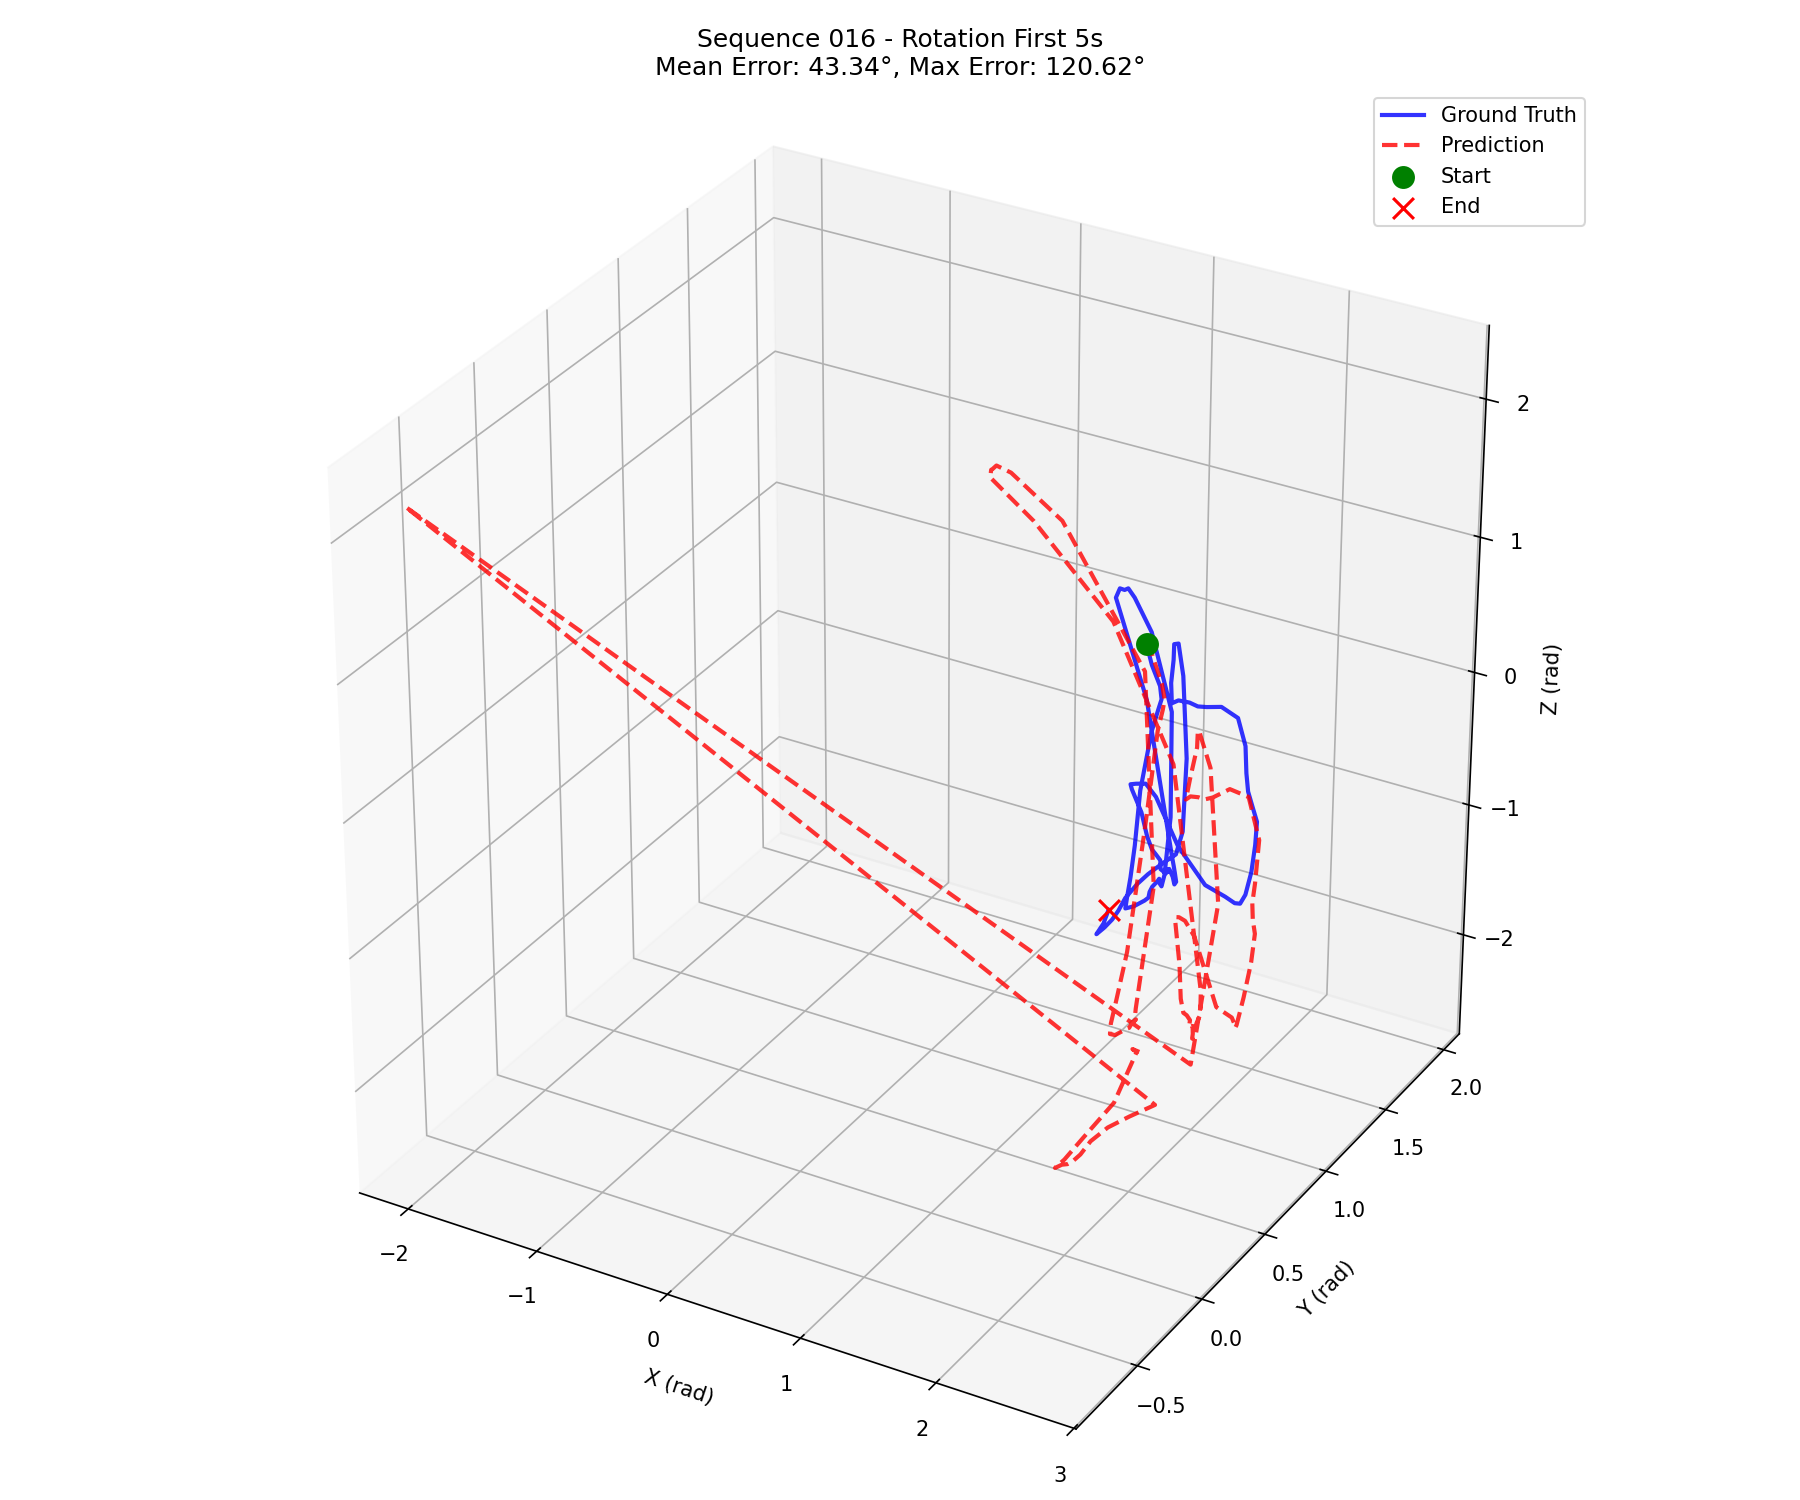 Sequence 016 - Rotation First 5s
Mean Error: 43.34°, Max Error: 120.62°
Ground Truth
Prediction
Start
End
2
1
0
−1
−2
Z (rad)
2.0
1.5
1.0
0.5
0.0
−0.5
Y (rad)
−2
−1
0
1
2
3
X (rad)